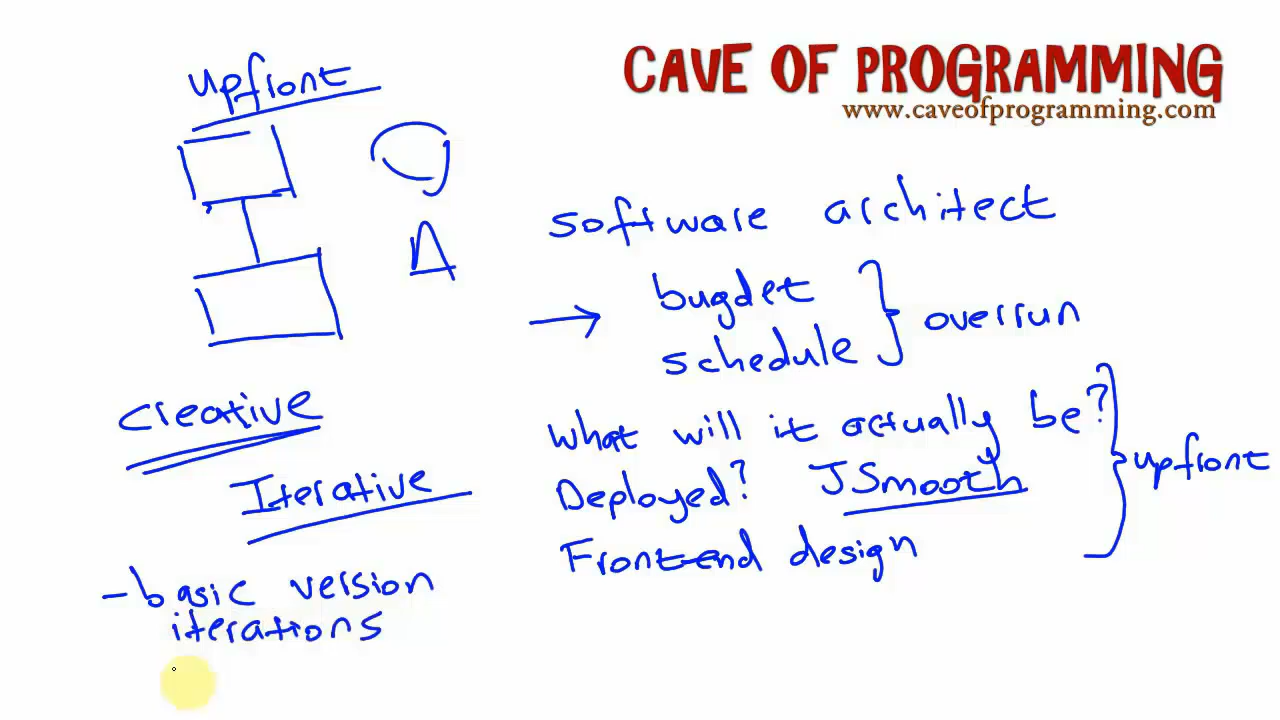 CAVE OF PROGRAMMING
www.caveofprogramming.com
upfront
software architect
bugdet
schedule
overrun
Creative
Iterative
What will it actually be?
Deployed? JSmooth
Front-end design
upfront
- basic version
iterations